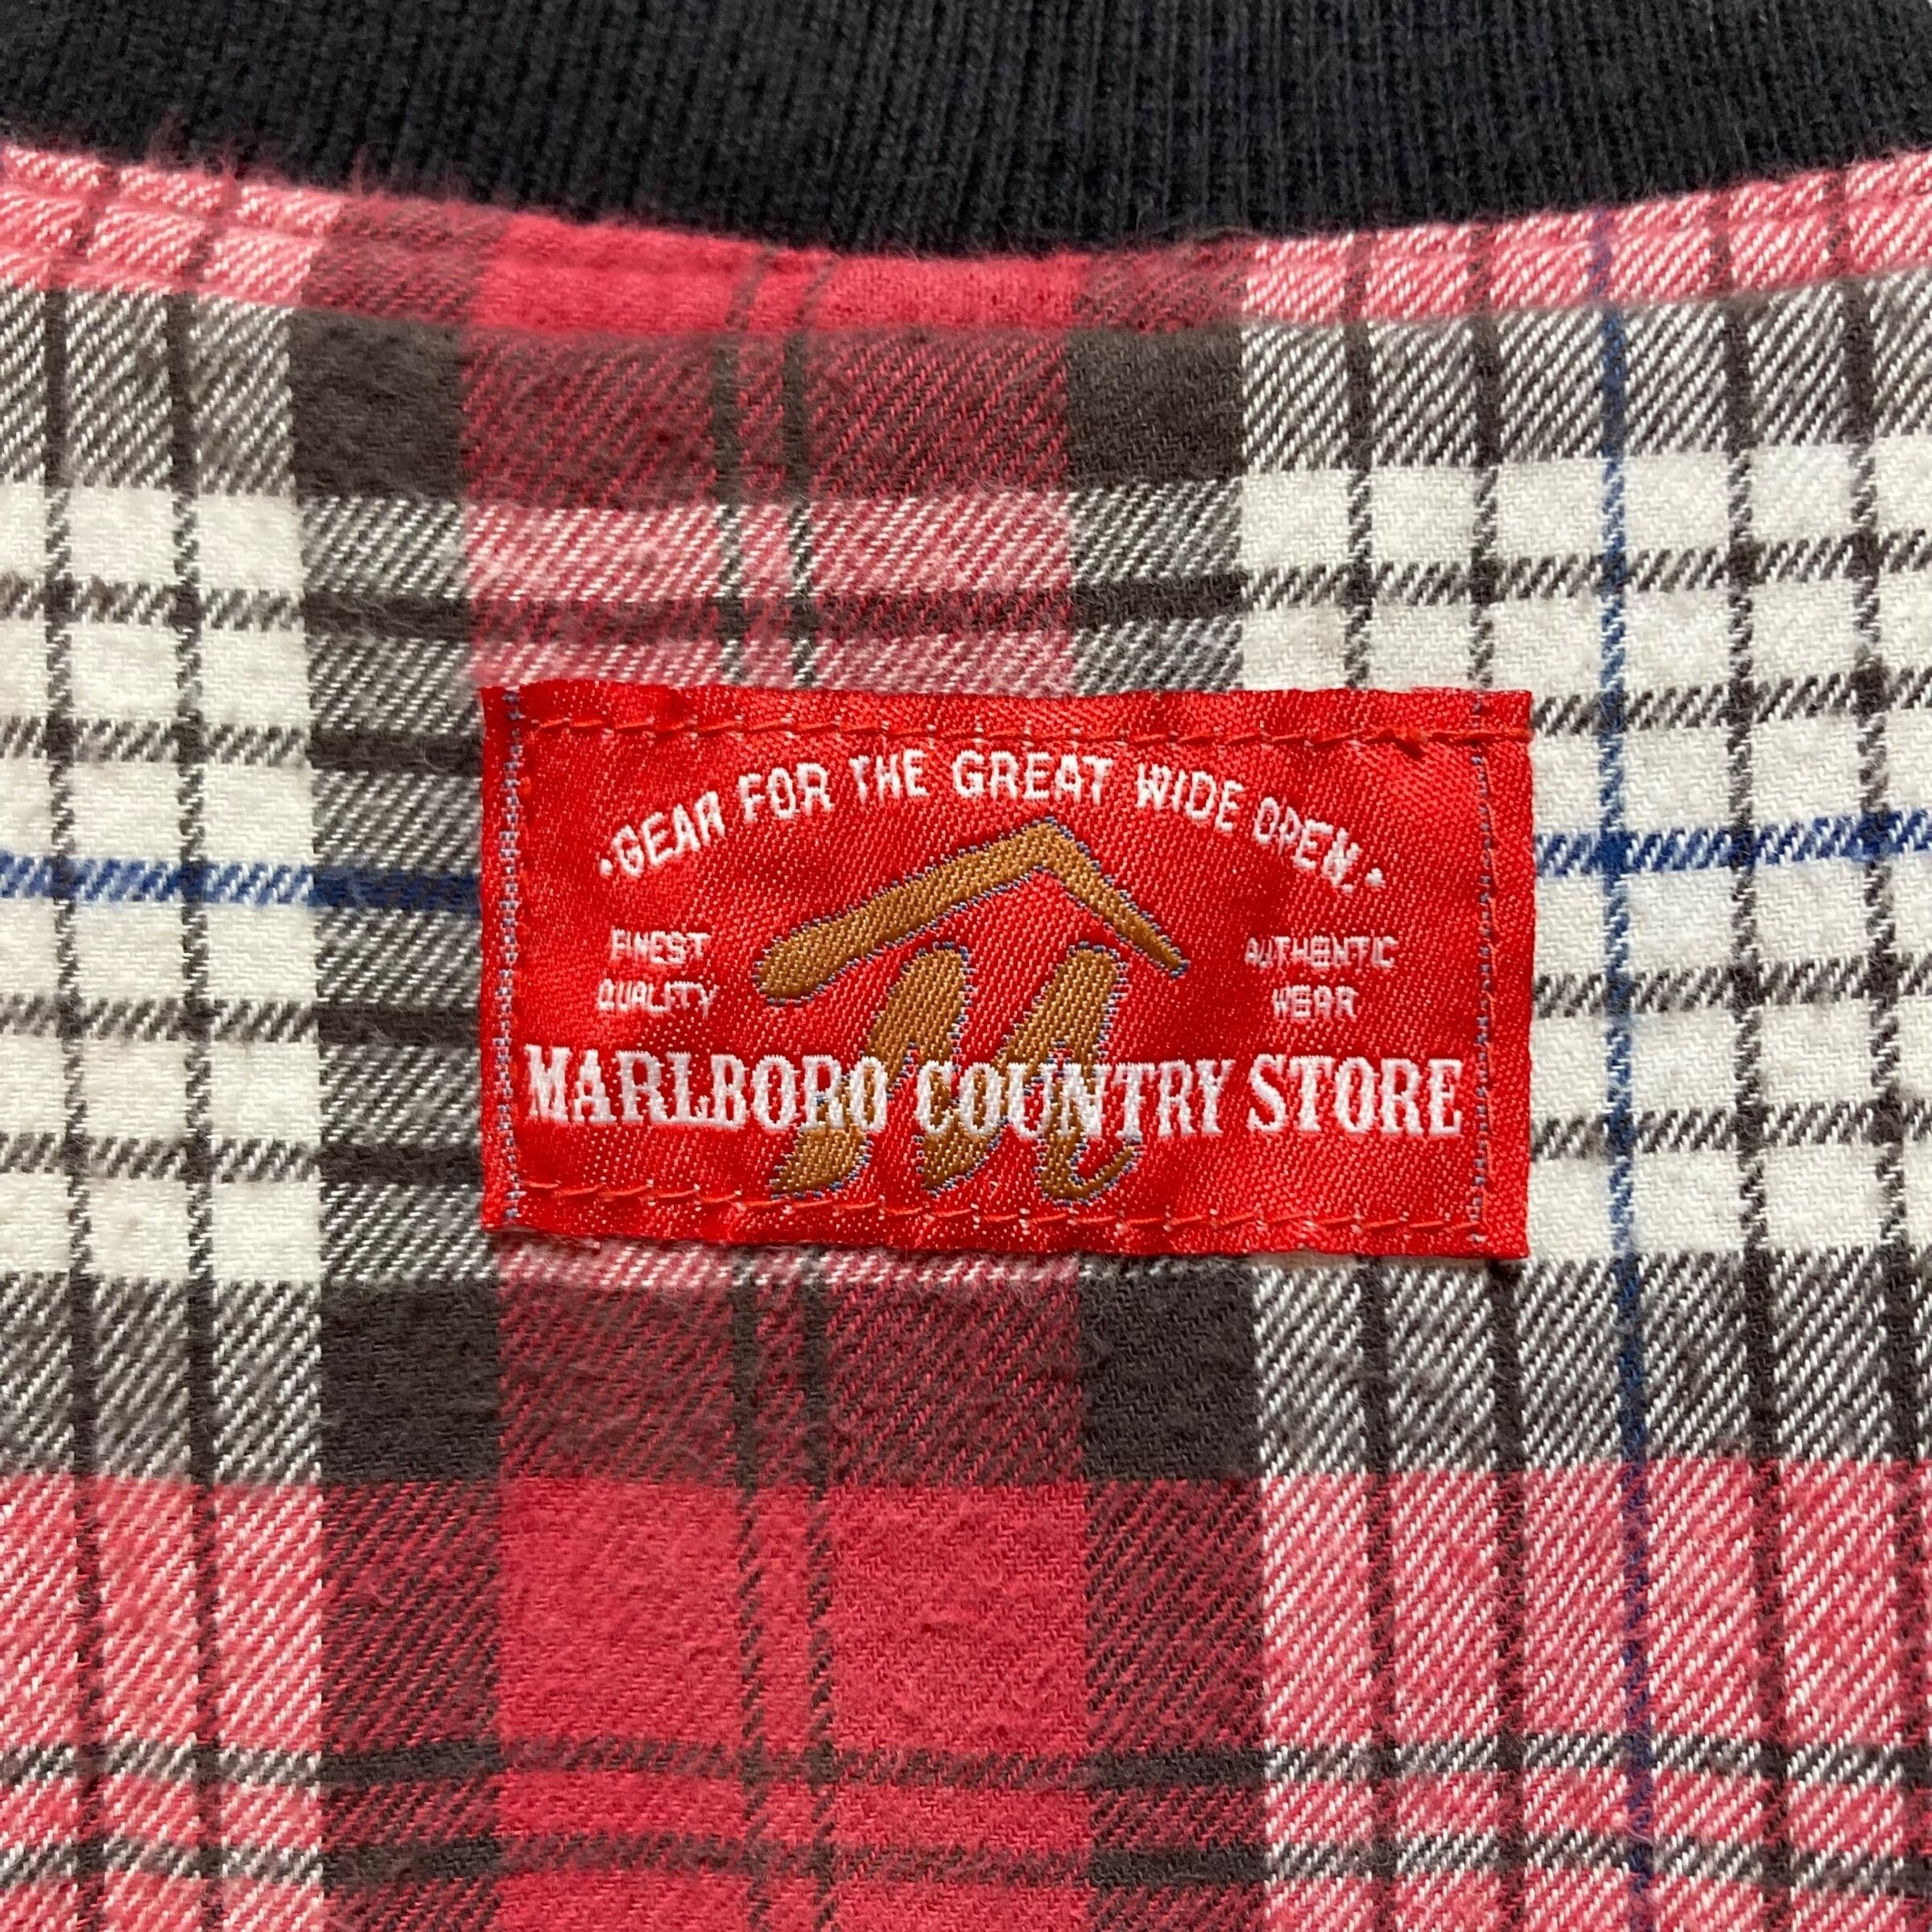 ·GEAR FOR THE GREAT WIDE OPEN.·
FINEST
QUALITY
AUTHENTIC
WEAR
M
MARLBORO COUNTRY STORE